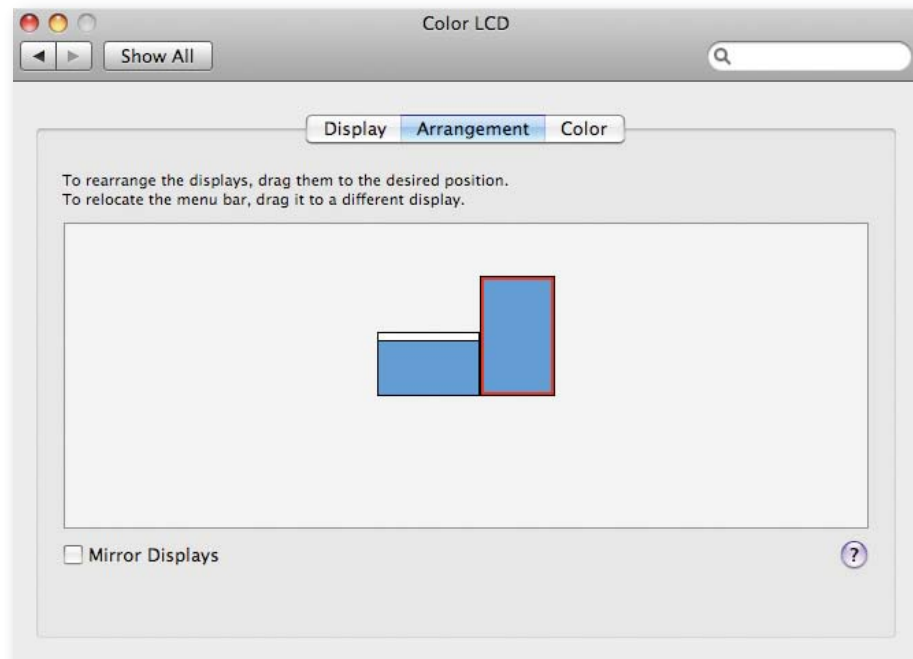 Color LCD
Show All
Display Arrangement Color
To rearrange the displays, drag them to the desired position.
To relocate the menu bar, drag it to a different display.
Mirror Displays
?